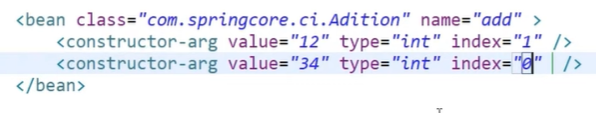 <bean class="com.springcore.ci.Adition" name="add" >
<constructor-arg value="12" type="int" index="1" />
<constructor-arg value="34" type="int" index="0" />
</bean>